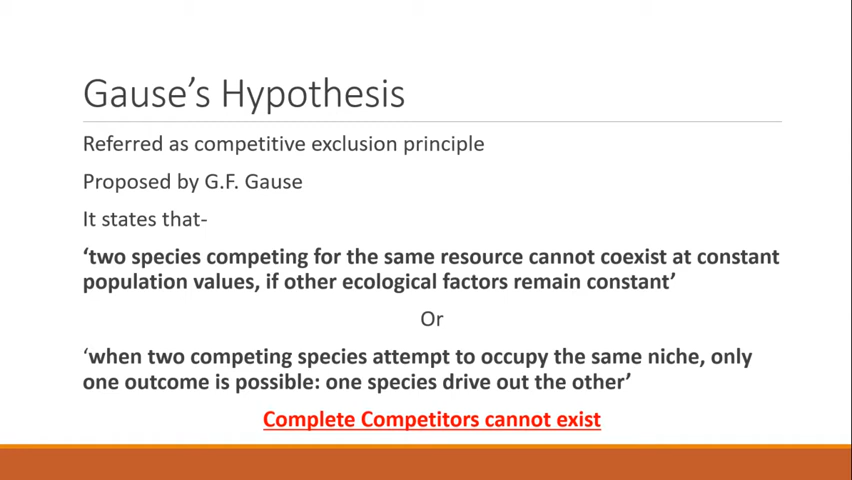 Gause’s Hypothesis
Referred as competitive exclusion principle
Proposed by G.F. Gause
It states that-
‘two species competing for the same resource cannot coexist at constant
population values, if other ecological factors remain constant’
Or
‘when two competing species attempt to occupy the same niche, only
one outcome is possible: one species drive out the other’
Complete Competitors cannot exist